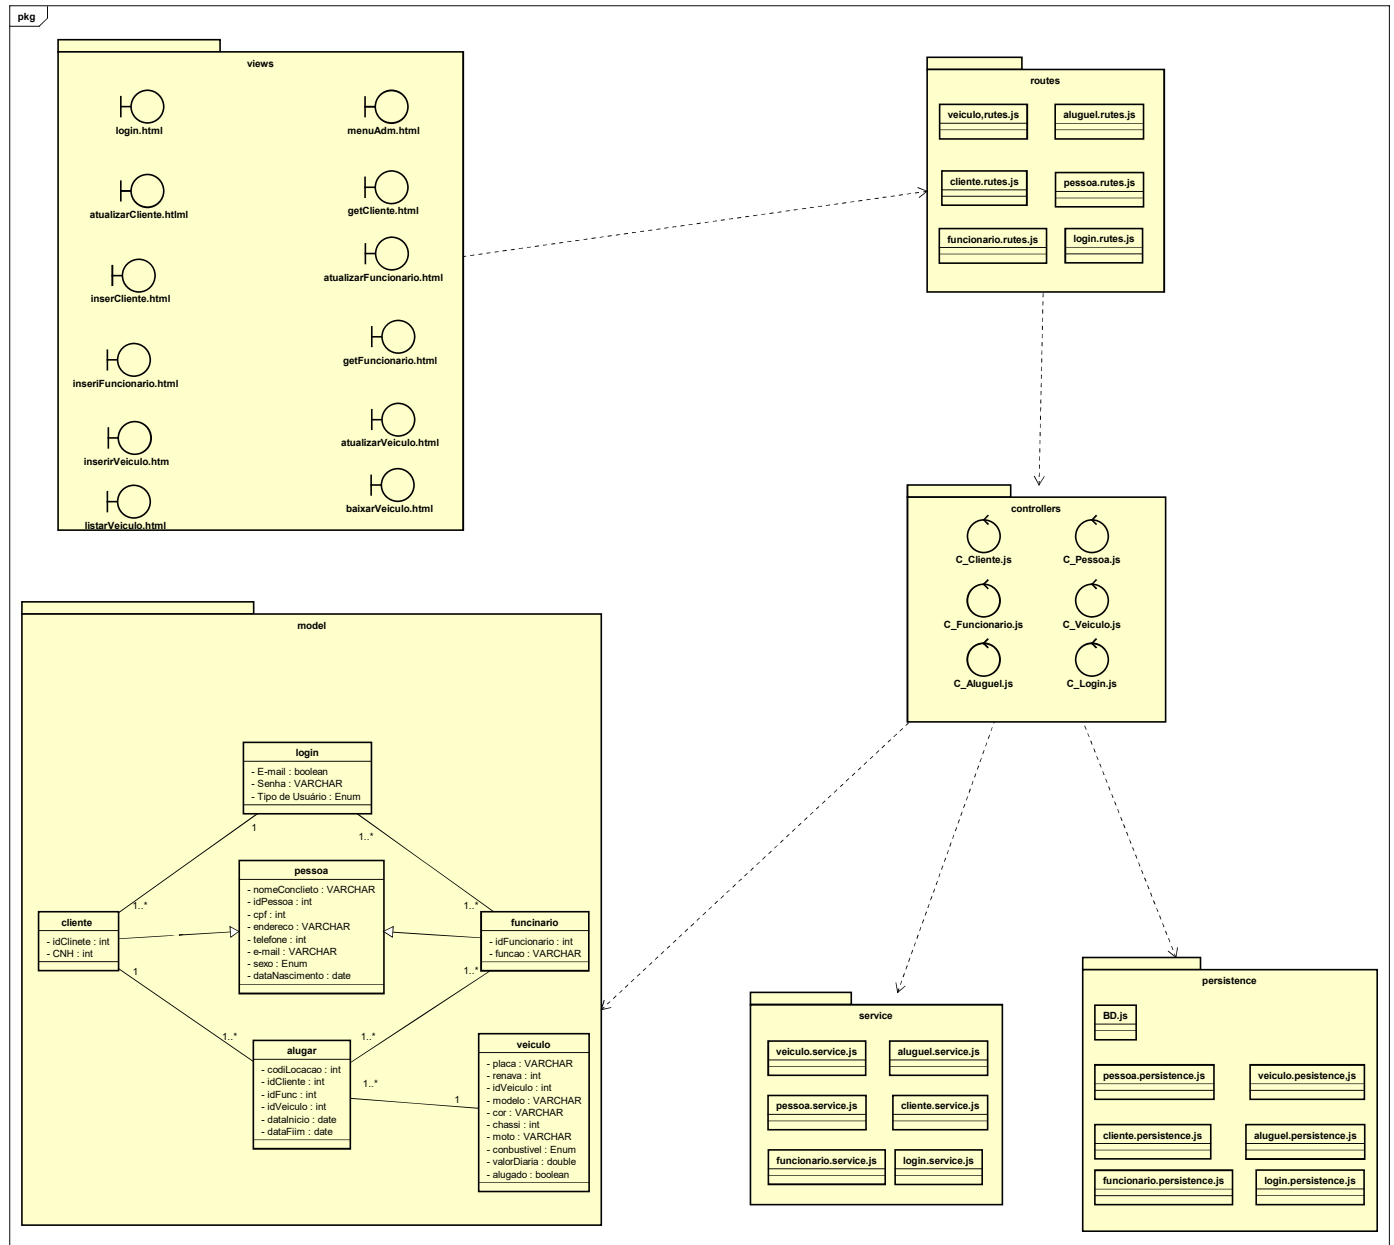 pkg
views
login.html
menuAdm.html
atualizarCliente.htlml
getCliente.html
atualizarFuncionario.html
inserCliente.html
getFuncionario.html
inseriFuncionario.html
atualizarVeiculo.html
inserirVeiculo.htm
baixarVeiculo.html
listarVeiculo.html
routes
veiculo,rutes.js
aluguel.rutes.js
cliente.rutes.js
pessoa.rutes.js
funcionario.rutes.js
login.rutes.js
controllers
C_Cliente.js
C_Pessoa.js
C_Funcionario.js
C_Veiculo.js
C_Aluguel.js
C_Login.js
model
login
- E-mail : boolean
- Senha : VARCHAR
- Tipo de Usuário : Enum
1
1..*
pessoa
- nomeConclieto : VARCHAR
- idPessoa : int
- cpf : int
- endereco : VARCHAR
- telefone : int
- e-mail : VARCHAR
- sexo : Enum
- dataNascimento : date
1..*
1..*
cliente
- idClinete : int
- CNH : int
funcinario
- idFuncionario : int
- funcao : VARCHAR
1
1..*
1..*
1..*
alugar
- codiLocacao : int
- idCliente : int
- idFunc : int
- idVeiculo : int
- dataInicio : date
- dataFiim : date
1..*
1
veiculo
- placa : VARCHAR
- renava : int
- idVeiculo : int
- modelo : VARCHAR
- cor : VARCHAR
- chassi : int
- moto : VARCHAR
- conbustivel : Enum
- valorDiaria : double
- alugado : boolean
service
veiculo.service.js
aluguel.service.js
pessoa.service.js
cliente.service.js
funcionario.service.js
login.service.js
persistence
BD.js
pessoa.persistence.js
veiculo.pesistence,js
cliente.persistence.js
aluguel.persistence.js
funcionario.persistence.js
login.persistence.js